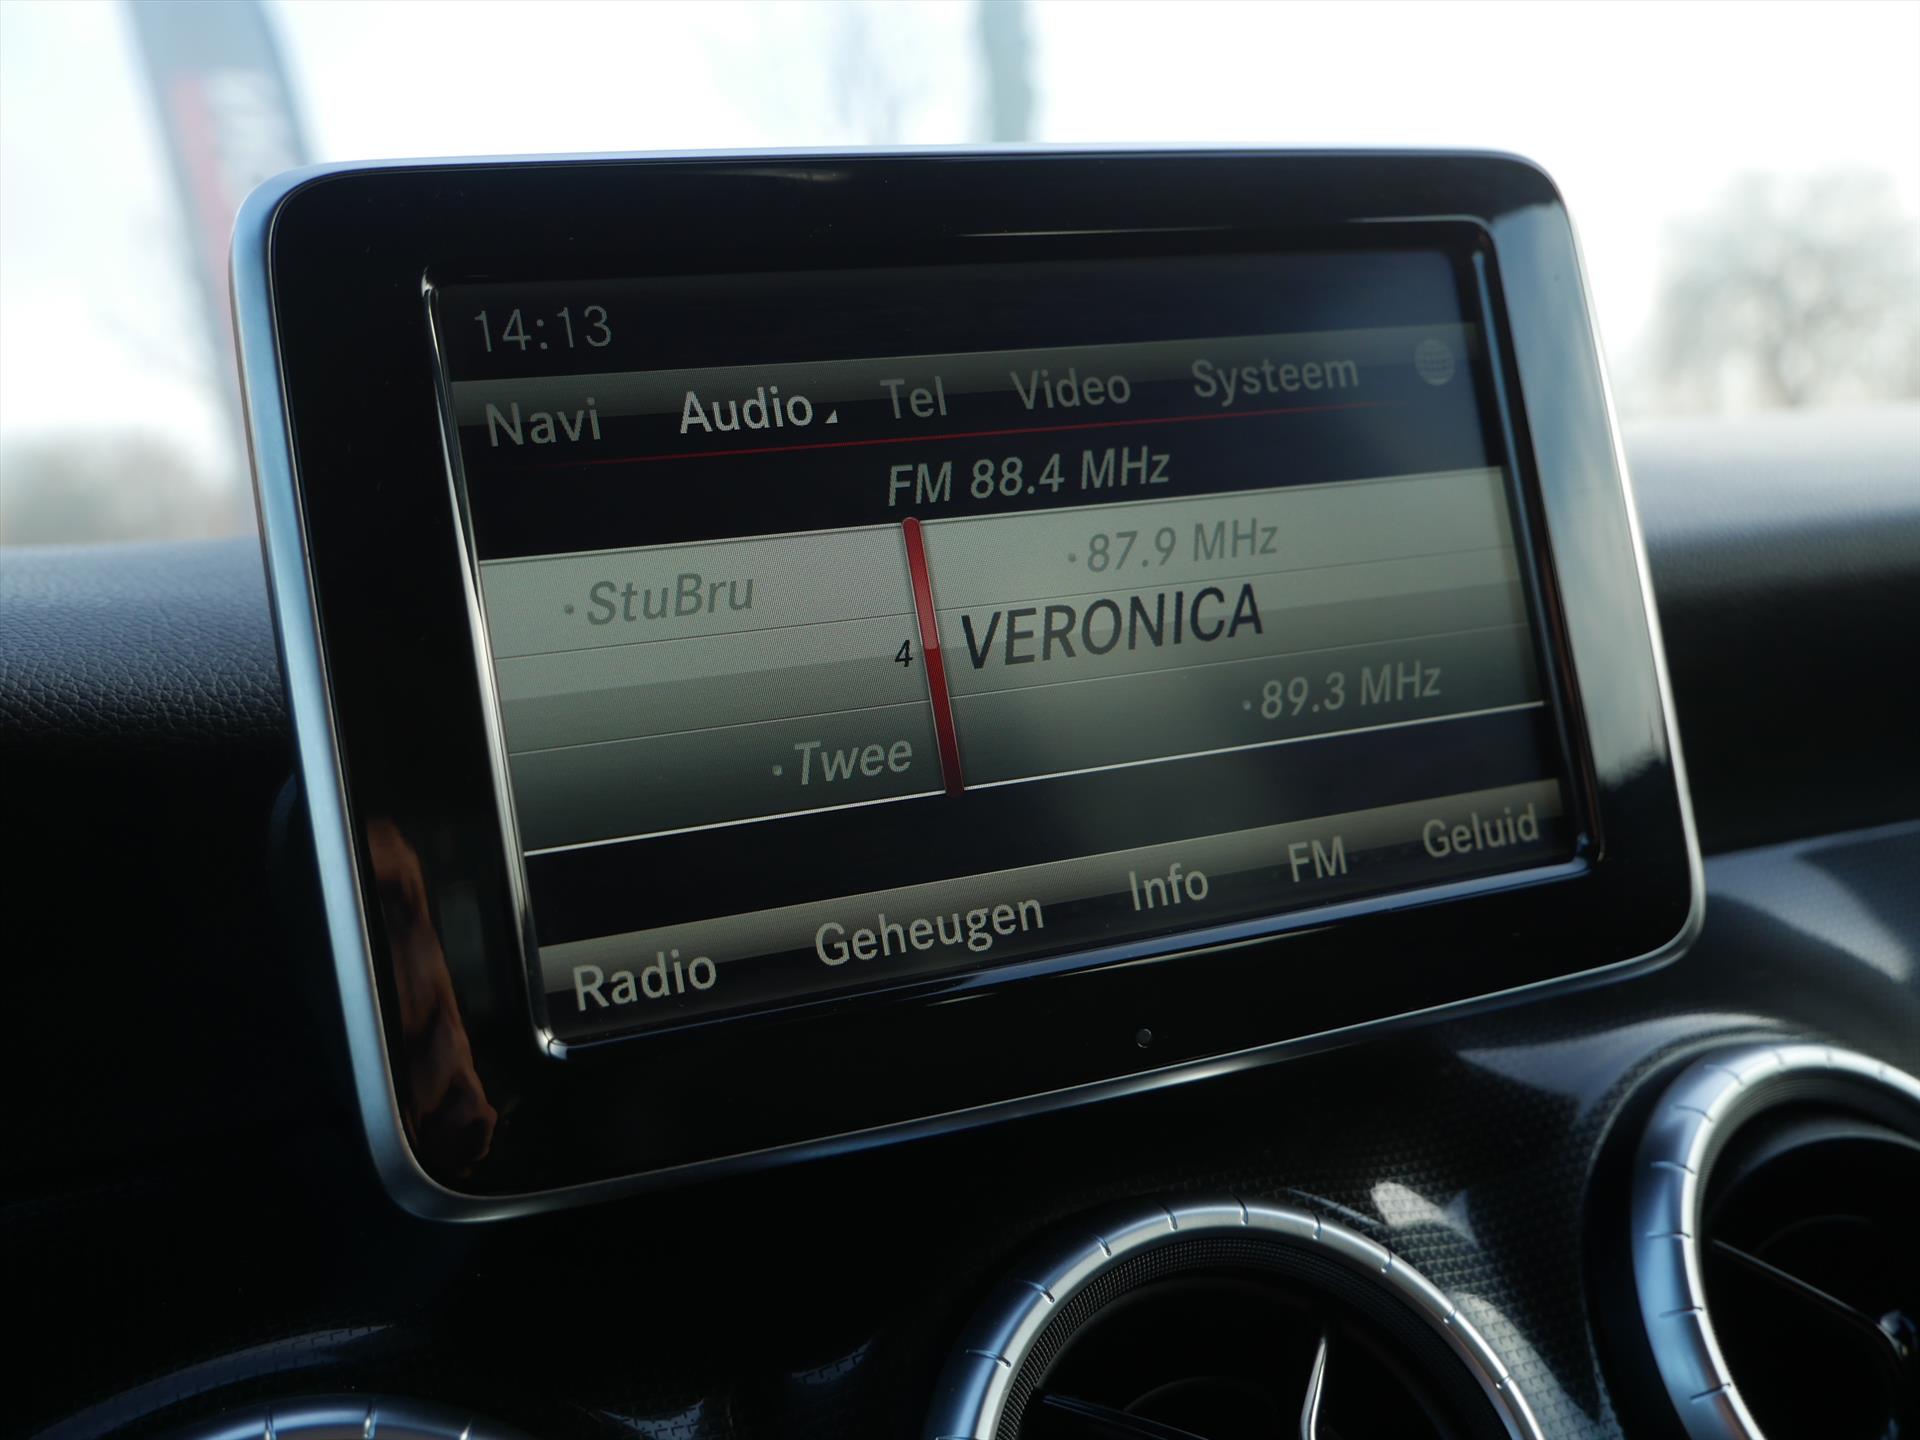 14:13
Navi Audio Tel Video Systeem
FM 88.4 MHz
·StuBru ·87.9 MHz
4 VERONICA
·Twee ·89.3 MHz
Radio Geheugen Info FM Geluid